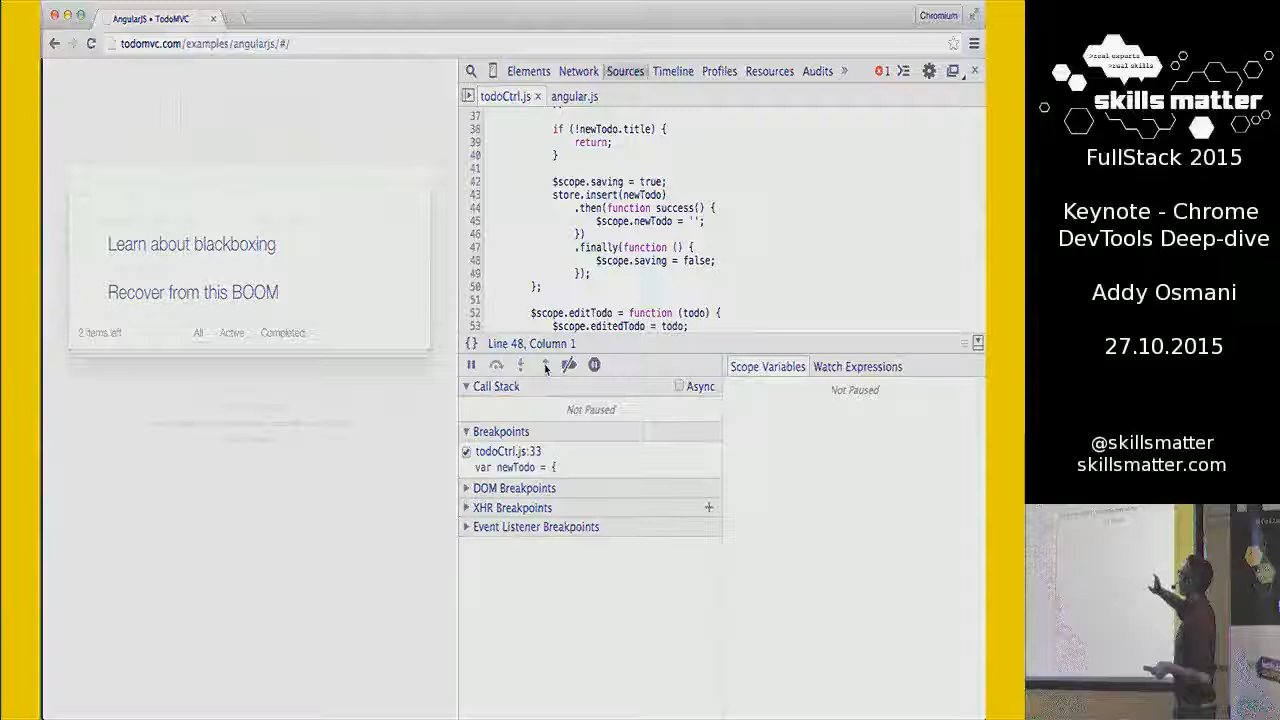 AngularJS • TodoMVC
Chromium
todomvc.com/examples/angularjs/#/
Elements Network Sources Timeline Profiles Resources Audits » 1
todoCtrl.js × angular.js
37
38 if (!newTodo.title) {
39 return;
40 }
41
42 $scope.saving = true;
43 store.insert(newTodo)
44 .then(function success() {
45 $scope.newTodo = '';
46 })
47 .finally(function () {
48 $scope.saving = false;
49 });
50 };
51
52 $scope.editTodo = function (todo) {
53 $scope.editedTodo = todo;
{} Line 48, Column 1
Call Stack Async
Not Paused
Breakpoints
todoCtrl.js:33
var newTodo = {
DOM Breakpoints
XHR Breakpoints +
Event Listener Breakpoints
Scope Variables Watch Expressions
Not Paused
Learn about blackboxing
Recover from this BOOM
2 items left All Active Completed
>real experts
>real skills
skills matter
FullStack 2015
Keynote - Chrome
DevTools Deep-dive
Addy Osmani
27.10.2015
@skillsmatter
skillsmatter.com